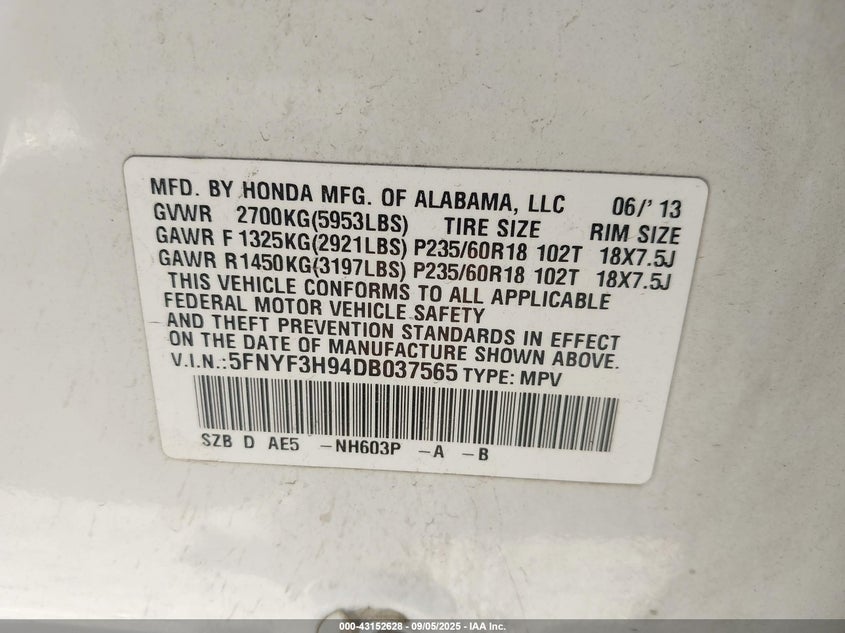 MFD. BY HONDA MFG. OF ALABAMA, LLC 06/' 13
GVWR 2700KG(5953LBS) TIRE SIZE RIM SIZE
GAWR F 1325KG(2921LBS) P235/60R18 102T 18X7.5J
GAWR R1450KG(3197LBS) P235/60R18 102T 18X7.5J
THIS VEHICLE CONFORMS TO ALL APPLICABLE
FEDERAL MOTOR VEHICLE SAFETY
AND THEFT PREVENTION STANDARDS IN EFFECT
ON THE DATE OF MANUFACTURE SHOWN ABOVE.
V.I.N.:5FNYF3H94DB037565 TYPE: MPV
SZB D AE5 -NH603P -A -B
000-43152628 - 09/05/2025 - IAA Inc.